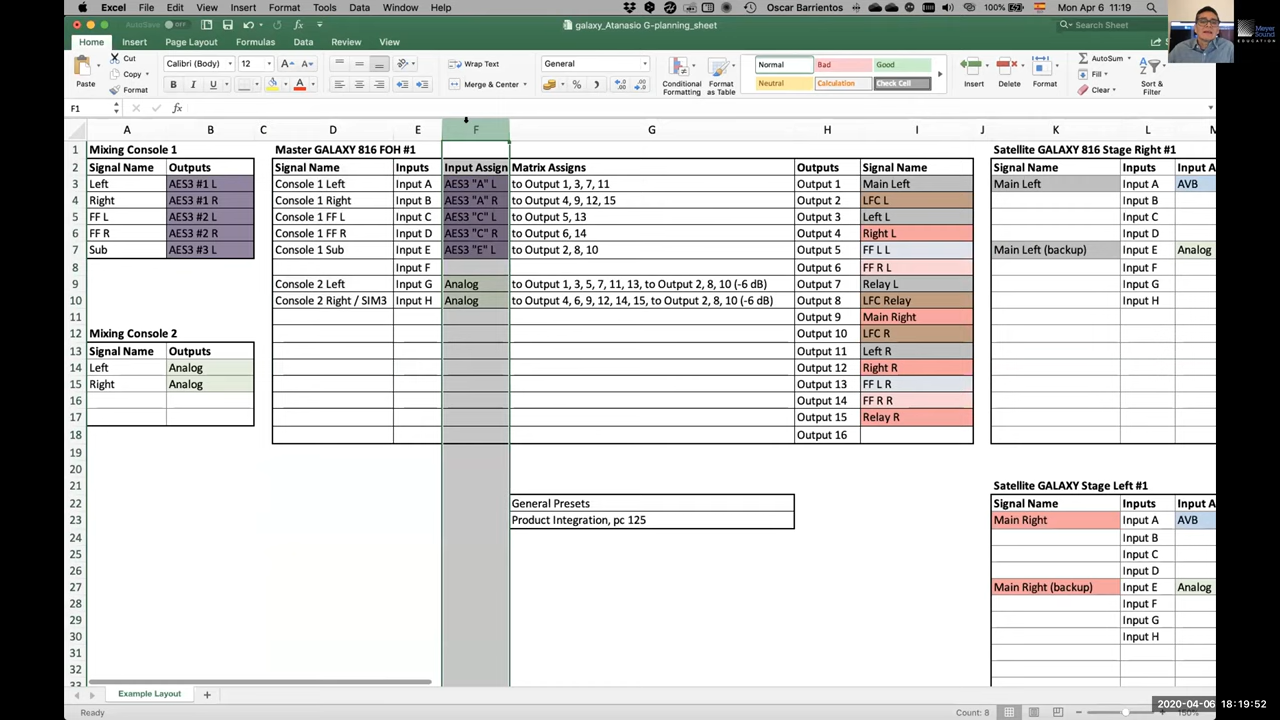 Excel File Edit View Insert Format Tools Data Window Help 100% Mon Apr 6 11:19 Oscar Barrientos
AutoSave OFF galaxy_Atanasio G-planning_sheet Search Sheet
Home Insert Page Layout Formulas Data Review View Share
Paste Cut Copy Format Calibri (Body) 12 Wrap Text General Normal Bad Good AutoSum
B I U Merge & Center Conditional Formatting Format as Table Neutral Calculation Check Cell Insert Delete Format Fill Clear Sort & Filter
F1 fx
A B C D E F G H I J K L M
1 Mixing Console 1 Master GALAXY 816 FOH #1 Satellite GALAXY 816 Stage Right #1
2 Signal Name Outputs Signal Name Inputs Input Assign Matrix Assigns Outputs Signal Name Signal Name Inputs Input A
3 Left AES3 #1 L Console 1 Left Input A AES3 "A" L to Output 1, 3, 7, 11 Output 1 Main Left Main Left Input A AVB
4 Right AES3 #1 R Console 1 Right Input B AES3 "A" R to Output 4, 9, 12, 15 Output 2 LFC L Input B
5 FF L AES3 #2 L Console 1 FF L Input C AES3 "C" L to Output 5, 13 Output 3 Left L Input C
6 FF R AES3 #2 R Console 1 FF R Input D AES3 "C" R to Output 6, 14 Output 4 Right L Input D
7 Sub AES3 #3 L Console 1 Sub Input E AES3 "E" L to Output 2, 8, 10 Output 5 FF L L Main Left (backup) Input E Analog
8 Input F Output 6 FF R L Input F
9 Console 2 Left Input G Analog to Output 1, 3, 5, 7, 11, 13, to Output 2, 8, 10 (-6 dB) Output 7 Relay L Input G
10 Console 2 Right / SIM3 Input H Analog to Output 4, 6, 9, 12, 14, 15, to Output 2, 8, 10 (-6 dB) Output 8 LFC Relay Input H
11 Output 9 Main Right
12 Mixing Console 2 Output 10 LFC R
13 Signal Name Outputs Output 11 Left R
14 Left Analog Output 12 Right R
15 Right Analog Output 13 FF L R
16 Output 14 FF R R
17 Output 15 Relay R
18 Output 16
19
20
21 Satellite GALAXY Stage Left #1
22 General Presets Signal Name Inputs Input A
23 Product Integration, pc 125 Main Right Input A AVB
24 Input B
25 Input C
26 Input D
27 Main Right (backup) Input E Analog
28 Input F
29 Input G
30 Input H
31
32
33
Example Layout
Ready Count: 8 150%
2020-04-06 18:19:52
Meyer Sound
EDUCATION